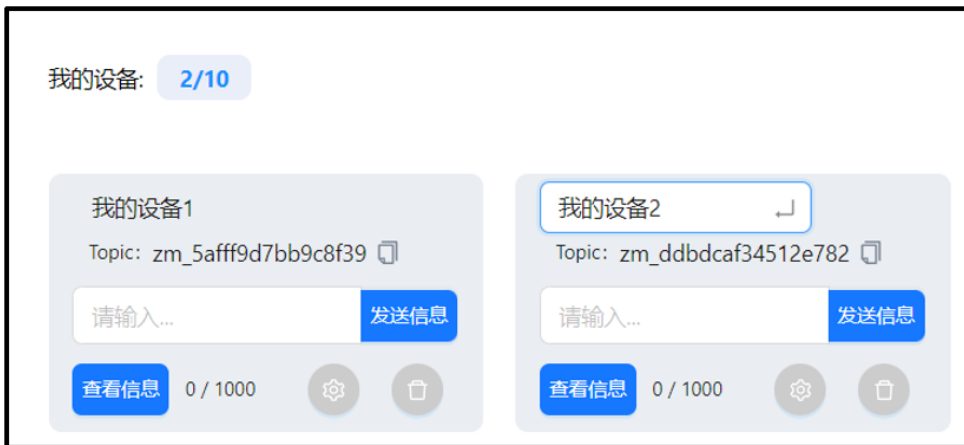 我的设备: 2/10
我的设备1
Topic: zm_5afff9d7bb9c8f39
请输入...
发送信息
查看信息 0 / 1000
我的设备2
Topic: zm_ddbdcaf34512e782
请输入...
发送信息
查看信息 0 / 1000